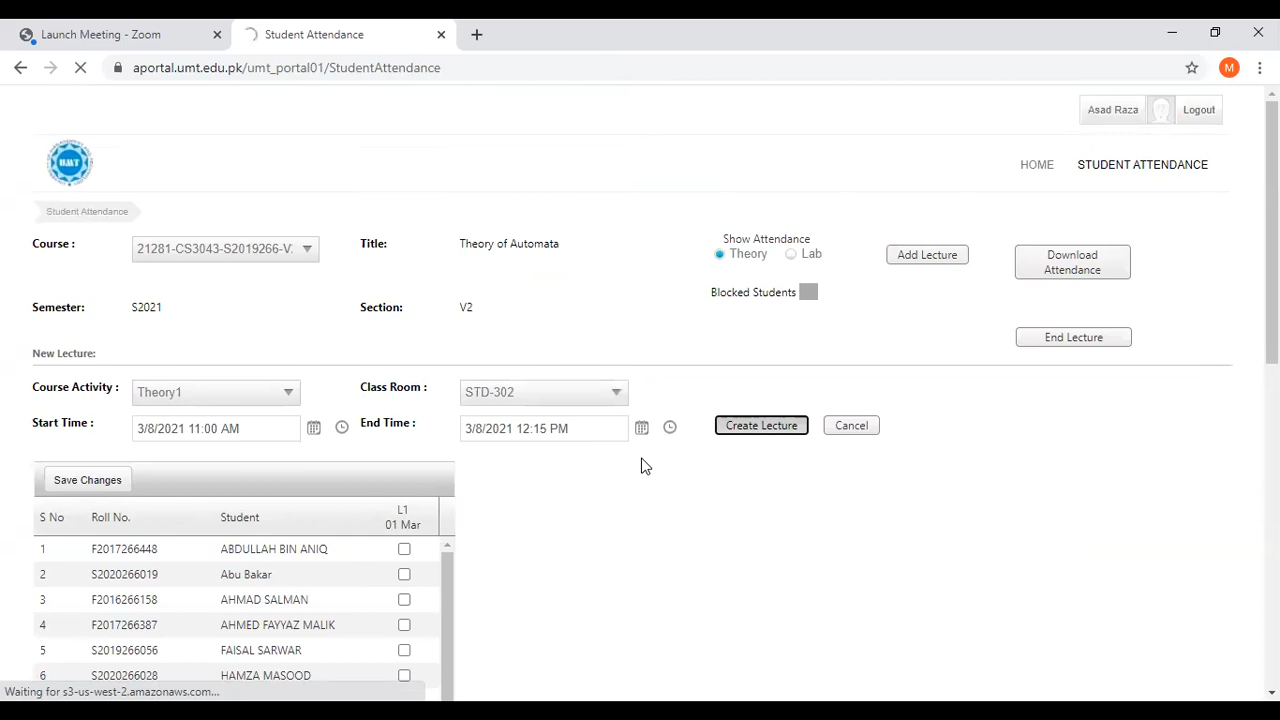 Launch Meeting - Zoom
Student Attendance
aportal.umt.edu.pk/umt_portal01/StudentAttendance
M
Asad Raza
Logout
UMT
HOME
STUDENT ATTENDANCE
Student Attendance
Course :
21281-CS3043-S2019266-V
Title:
Theory of Automata
Show Attendance
Theory
Lab
Add Lecture
Download Attendance
Blocked Students
Semester:
S2021
Section:
V2
End Lecture
New Lecture:
Course Activity :
Theory1
Class Room :
STD-302
Start Time :
3/8/2021 11:00 AM
End Time :
3/8/2021 12:15 PM
Create Lecture
Cancel
Save Changes
S No Roll No. Student L1 01 Mar
1 F2017266448 ABDULLAH BIN ANIQ
2 S2020266019 Abu Bakar
3 F2016266158 AHMAD SALMAN
4 F2017266387 AHMED FAYYAZ MALIK
5 S2019266056 FAISAL SARWAR
6 S2020266028 HAMZA MASOOD
Waiting for s3-us-west-2.amazonaws.com...